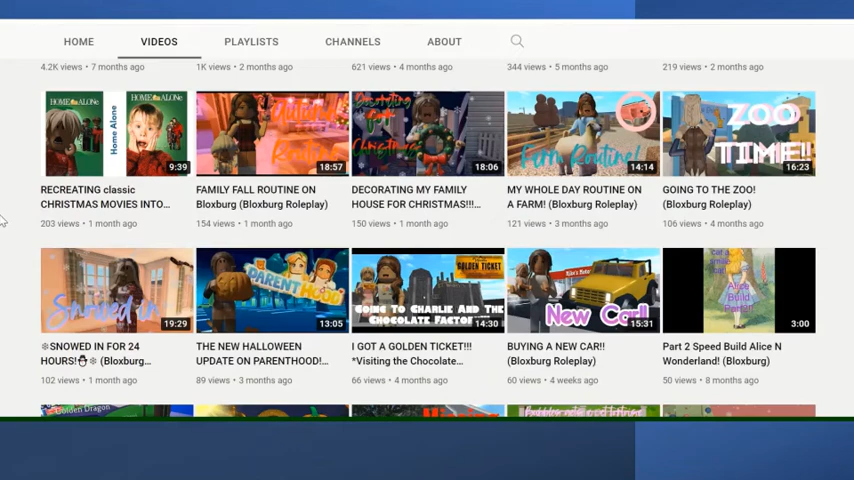 HOME VIDEOS PLAYLISTS CHANNELS ABOUT
4.2K views • 7 months ago 1K views • 2 months ago 621 views • 4 months ago 344 views • 5 months ago 219 views • 2 months ago
HOME ALONe
Home Alone
HOME ALONe
9:39
Autumn
Routine
18:57
Decorating
For
Christmas
18:06
Farm Routine!
14:14
ZOO
TIME!!
16:23
RECREATING classic
CHRISTMAS MOVIES INTO...
203 views • 1 month ago
FAMILY FALL ROUTINE ON
Bloxburg (Bloxburg Roleplay)
154 views • 1 month ago
DECORATING MY FAMILY
HOUSE FOR CHRISTMAS!!!...
150 views • 1 month ago
MY WHOLE DAY ROUTINE ON
A FARM! (Bloxburg Roleplay)
121 views • 3 months ago
GOING TO THE ZOO!
(Bloxburg Roleplay)
106 views • 4 months ago
Snowed in
19:29
PARENTHOOD!
13:05
GOLDEN TICKET
GOING TO CHARLIE AND THE
CHOCOLATE FACTORY
14:30
New Car!!
15:31
Alice
Build
Part 2
3:00
❄SNOWED IN FOR 24
HOURS!⛄❄ (Bloxburg...
102 views • 1 month ago
THE NEW HALLOWEEN
UPDATE ON PARENTHOOD!...
89 views • 3 months ago
I GOT A GOLDEN TICKET!!!
*Visiting the Chocolate...
66 views • 4 months ago
BUYING A NEW CAR!!
(Bloxburg Roleplay)
60 views • 4 weeks ago
Part 2 Speed Build Alice N
Wonderland! (Bloxburg)
50 views • 8 months ago
Golden Dragon